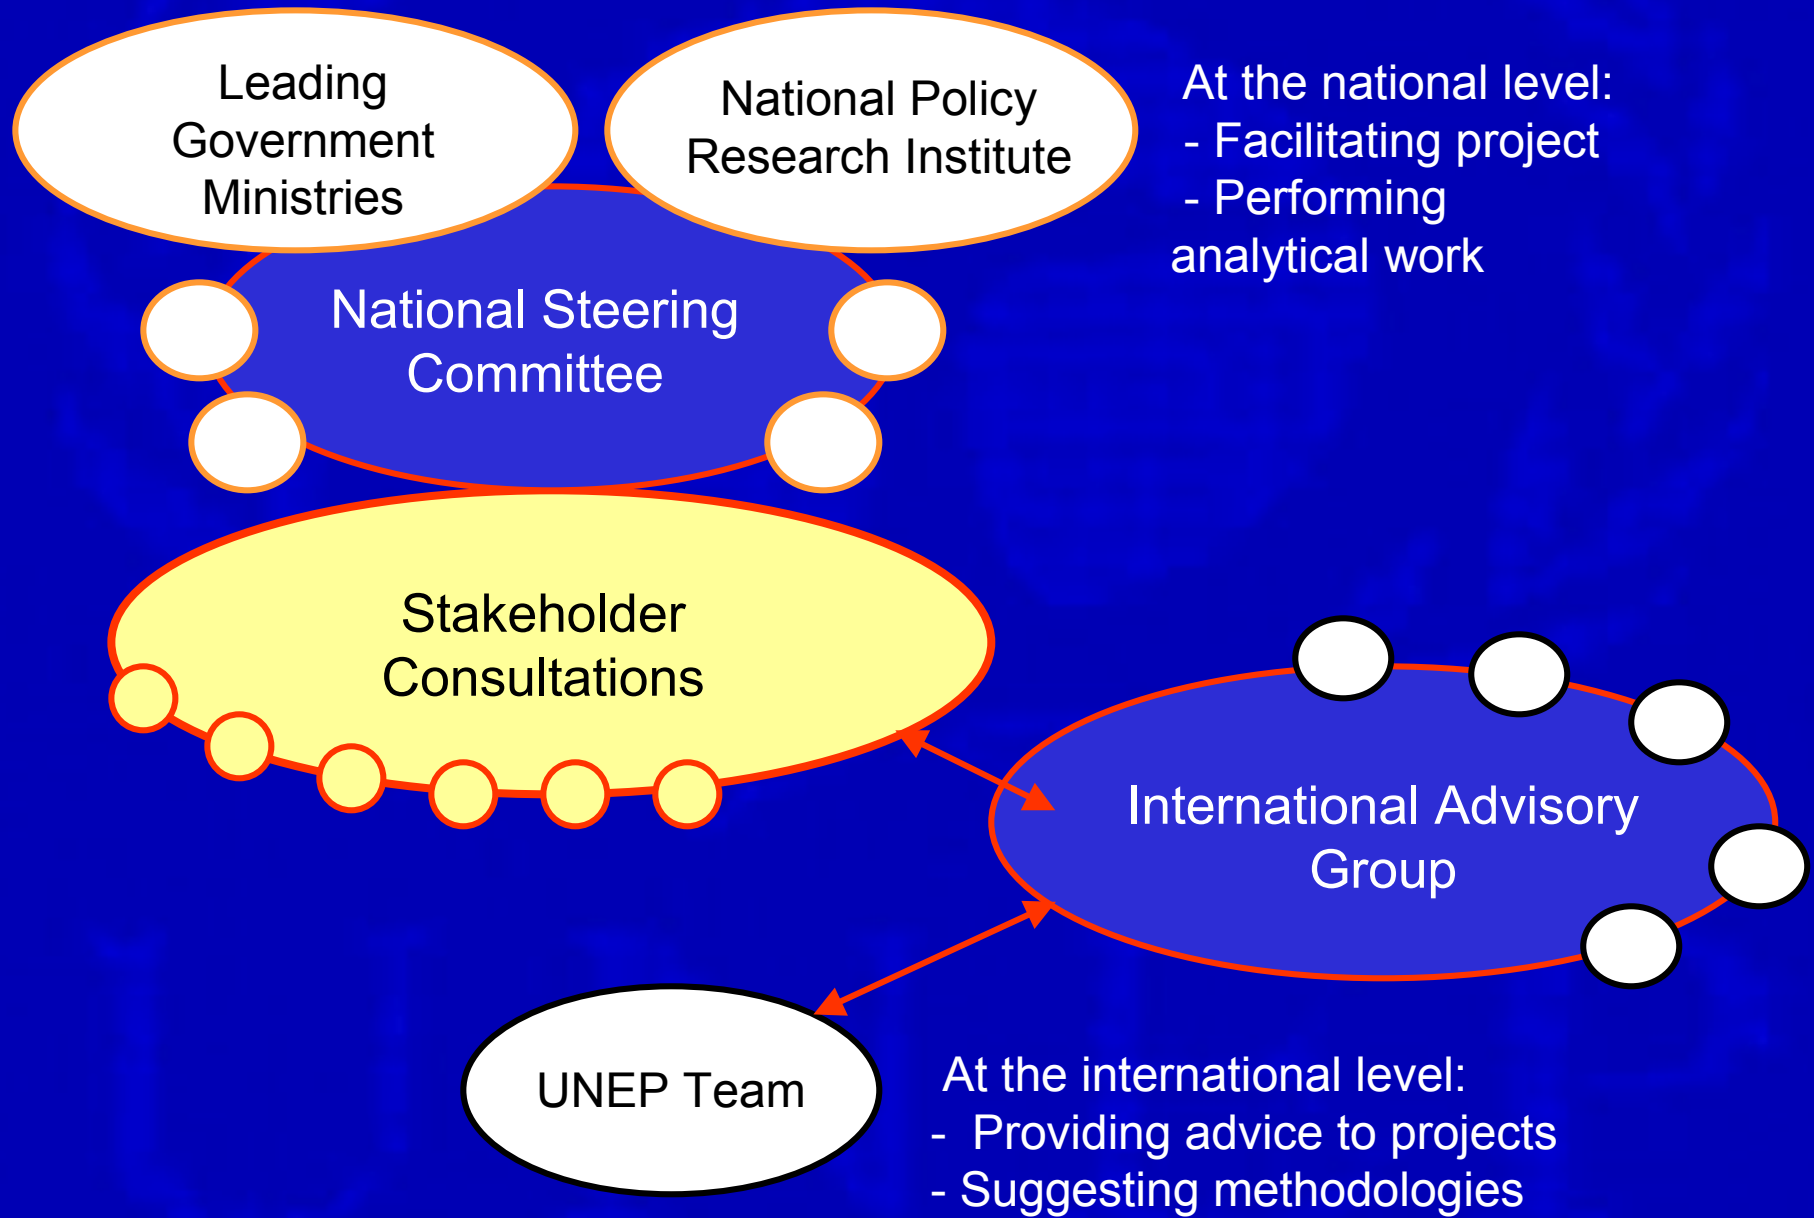 Leading
Government
Ministries
National Policy
Research Institute
At the national level:
- Facilitating project
- Performing
analytical work
National Steering
Committee
Stakeholder
Consultations
International Advisory
Group
UNEP Team
At the international level:
- Providing advice to projects
- Suggesting methodologies